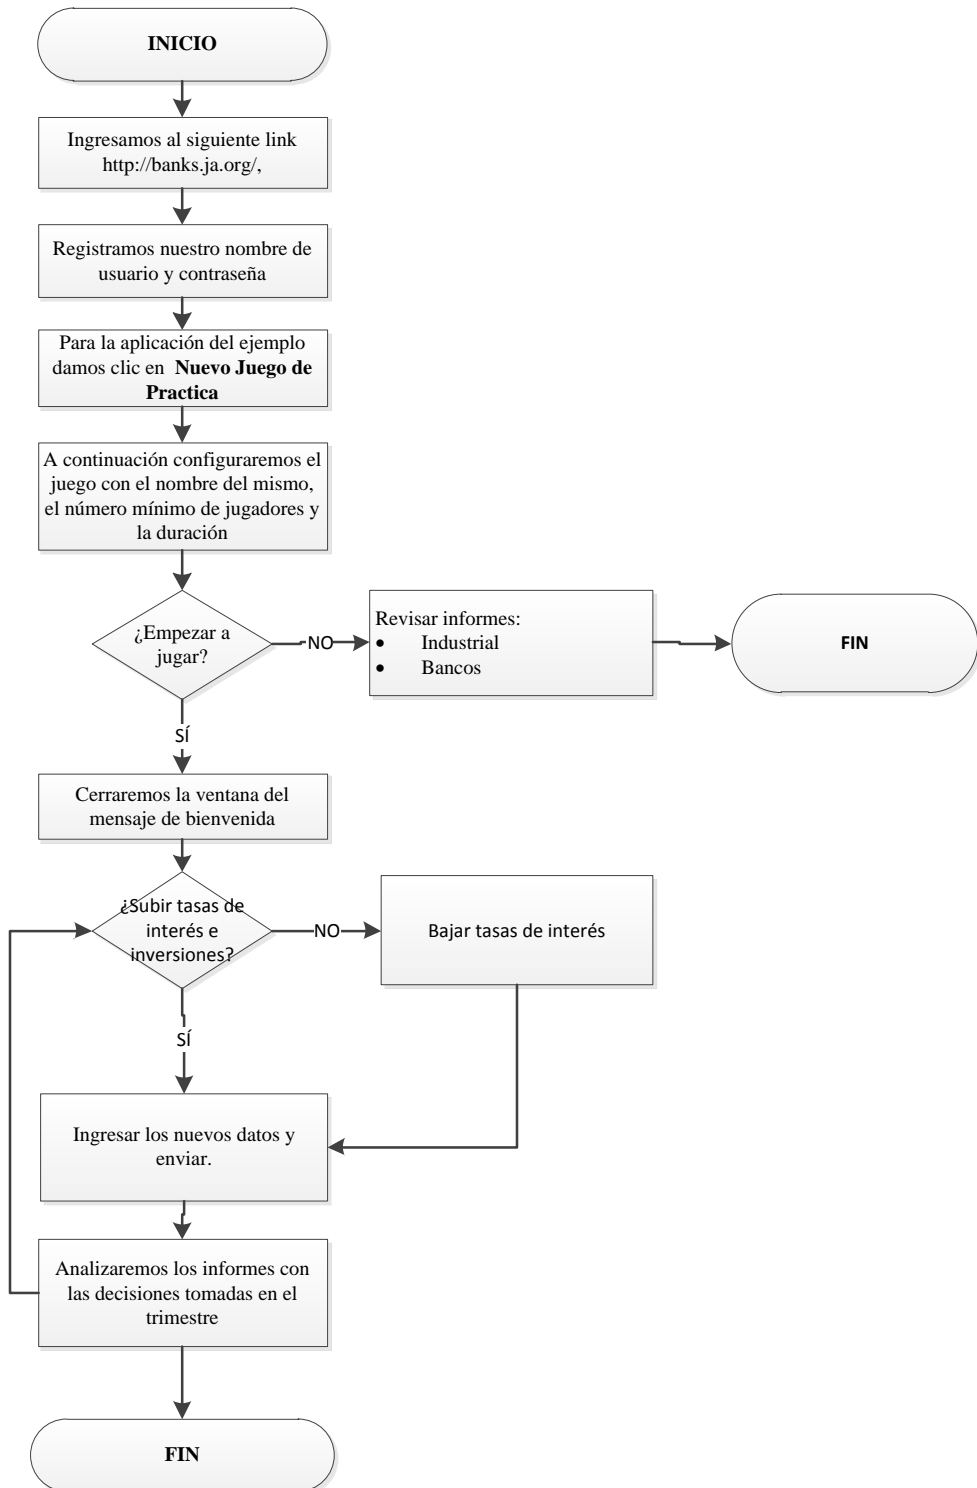 INICIO
Ingresamos al siguiente link
http://banks.ja.org/,
Registramos nuestro nombre de
usuario y contraseña
Para la aplicación del ejemplo
damos clic en Nuevo Juego de
Practica
A continuación configuraremos el
juego con el nombre del mismo,
el número mínimo de jugadores y
la duración
¿Empezar a
jugar?
NO
Revisar informes:
• Industrial
• Bancos
FIN
SÍ
Cerraremos la ventana del
mensaje de bienvenida
¿Subir tasas de
interés e
inversiones?
NO
Bajar tasas de interés
SÍ
Ingresar los nuevos datos y
enviar.
Analizaremos los informes con
las decisiones tomadas en el
trimestre
FIN